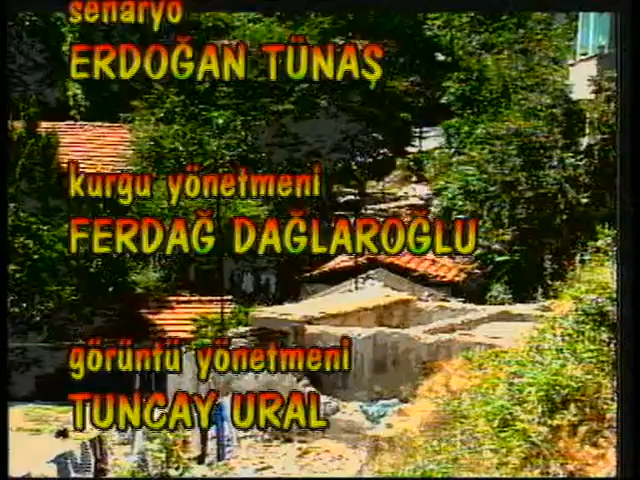 senaryo
ERDOĞAN TÜNAŞ
kurgu yönetmeni
FERDAĞ DAĞLAROĞLU
görüntü yönetmeni
TUNCAY URAL